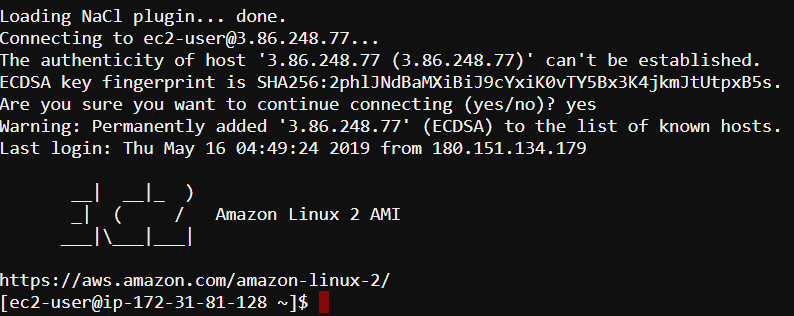 Loading NaCl plugin... done.
Connecting to ec2-user@3.86.248.77...
The authenticity of host '3.86.248.77 (3.86.248.77)' can't be established.
ECDSA key fingerprint is SHA256:2phlJNdBaMXiBiJ9cYxiK0vTY5Bx3K4jkmJtUtpxB5s.
Are you sure you want to continue connecting (yes/no)? yes
Warning: Permanently added '3.86.248.77' (ECDSA) to the list of known hosts.
Last login: Thu May 16 04:49:24 2019 from 180.151.134.179
       __|  __|_  )
       _|  (     /   Amazon Linux 2 AMI
      ___|\___|___|
https://aws.amazon.com/amazon-linux-2/
[ec2-user@ip-172-31-81-128 ~]$